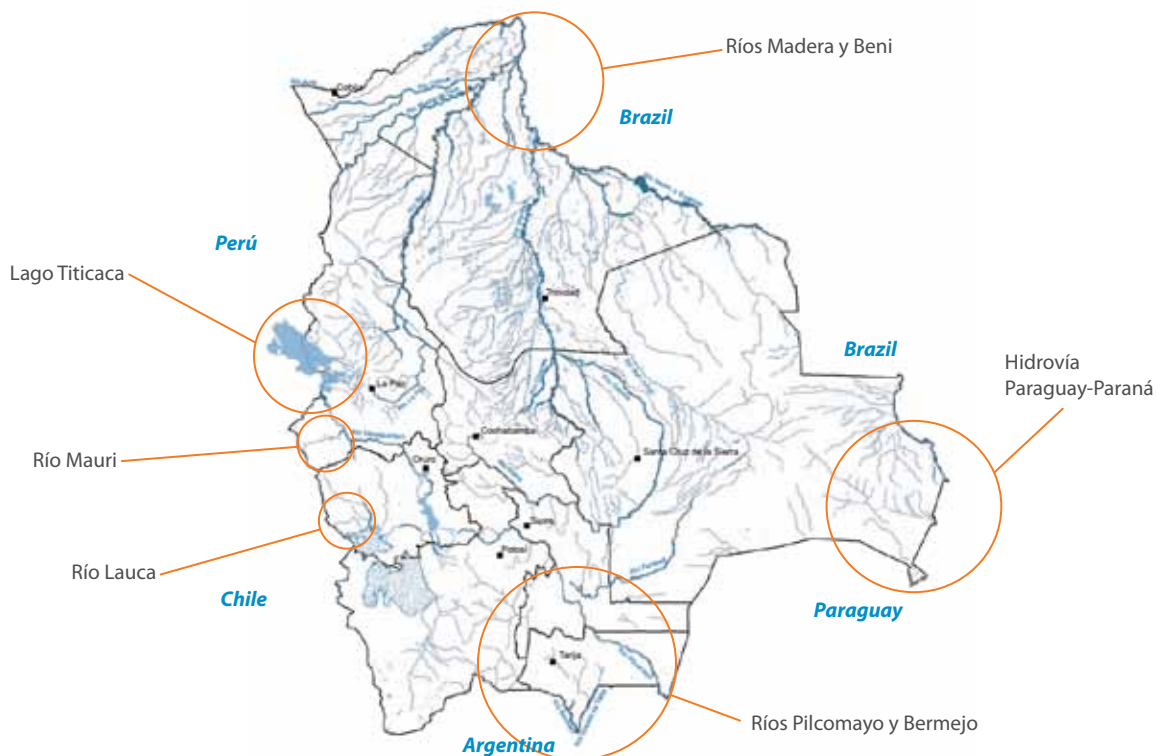 Ríos Madera y Beni
Cobija
Brazil
Perú
Lago Titicaca
Trinidad
Brazil
Hidrovía
Paraguay-Paraná
La Paz
Cochabamba
Río Mauri
Oruro
Santa Cruz de la Sierra
Sucre
Río Lauca
Potosí
Chile
Paraguay
Tarija
Ríos Pilcomayo y Bermejo
Argentina